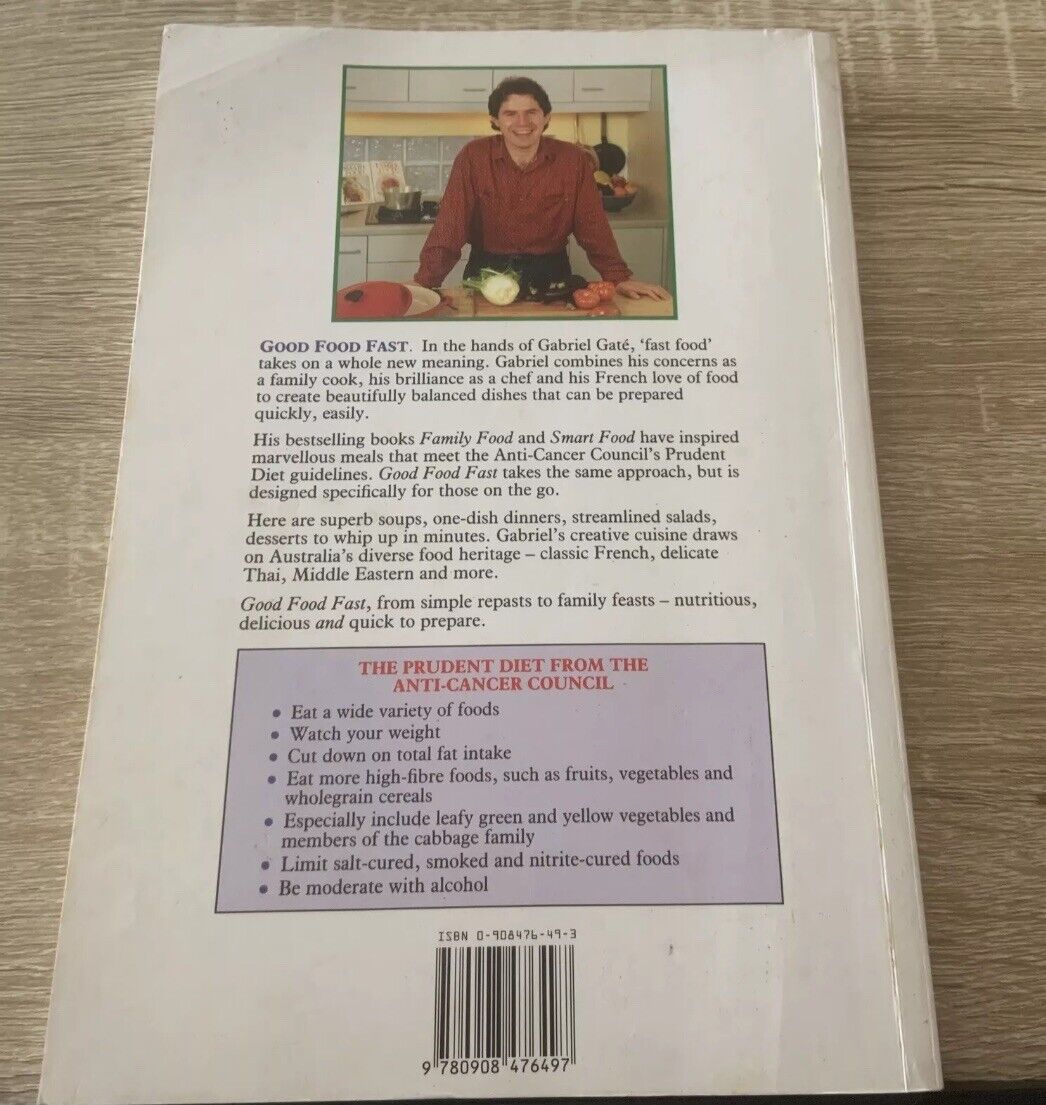 GOOD FOOD FAST. In the hands of Gabriel Gaté, ‘fast food’
takes on a whole new meaning. Gabriel combines his concerns as
a family cook, his brilliance as a chef and his French love of food
to create beautifully balanced dishes that can be prepared
quickly, easily.
His bestselling books Family Food and Smart Food have inspired
marvellous meals that meet the Anti-Cancer Council’s Prudent
Diet guidelines. Good Food Fast takes the same approach, but is
designed specifically for those on the go.
Here are superb soups, one-dish dinners, streamlined salads,
desserts to whip up in minutes. Gabriel’s creative cuisine draws
on Australia’s diverse food heritage – classic French, delicate
Thai, Middle Eastern and more.
Good Food Fast, from simple repasts to family feasts – nutritious,
delicious and quick to prepare.
THE PRUDENT DIET FROM THE
ANTI-CANCER COUNCIL
• Eat a wide variety of foods
• Watch your weight
• Cut down on total fat intake
• Eat more high-fibre foods, such as fruits, vegetables and
wholegrain cereals
• Especially include leafy green and yellow vegetables and
members of the cabbage family
• Limit salt-cured, smoked and nitrite-cured foods
• Be moderate with alcohol
ISBN 0-908476-49-3
9 780908 476497